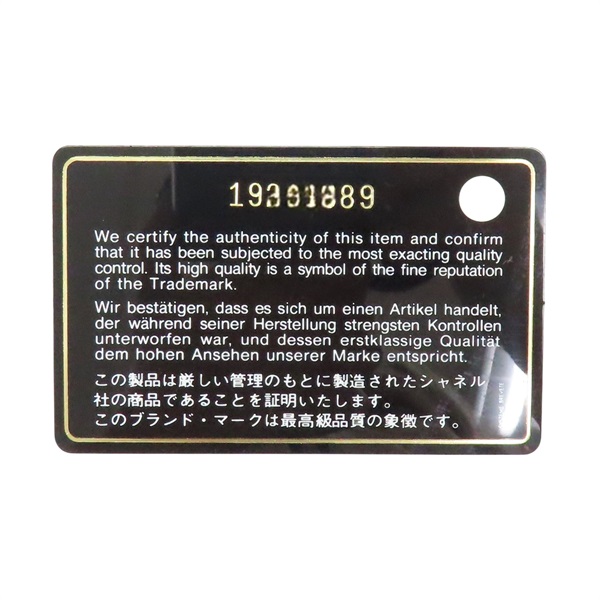 We certify the authenticity of this item and confirm
that it has been subjected to the most exacting quality
control. Its high quality is a symbol of the fine reputation
of the Trademark.
Wir bestätigen, dass es sich um einen Artikel handelt,
der während seiner Herstellung strengsten Kontrollen
unterworfen war, und dessen erstklassige Qualität
dem hohen Ansehen unserer Marke entspricht.
この製品は厳しい管理のもとに製造されたシャネル
社の商品であることを証明いたします。
このブランド・マークは最高級品質の象徴です。